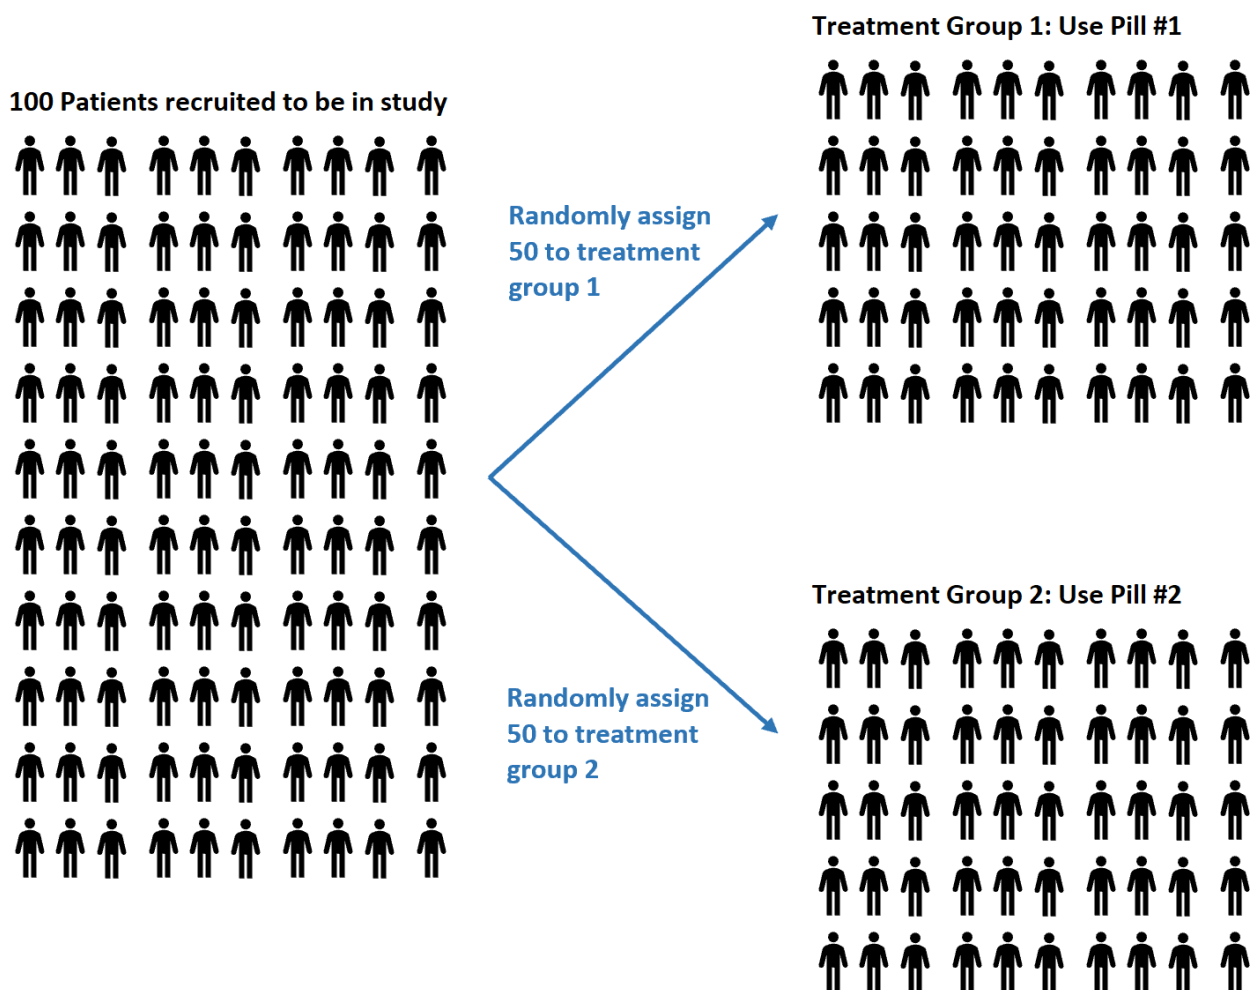 100 Patients recruited to be in study
Randomly assign
50 to treatment
group 1
Randomly assign
50 to treatment
group 2
Treatment Group 1: Use Pill #1
Treatment Group 2: Use Pill #2